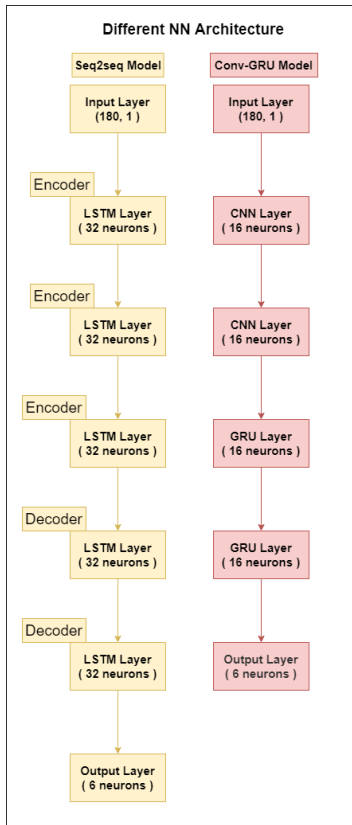 Different NN Architecture
Seq2seq Model
Input Layer
(180, 1 )
Encoder
LSTM Layer
( 32 neurons )
Encoder
LSTM Layer
( 32 neurons )
Encoder
LSTM Layer
( 32 neurons )
Decoder
LSTM Layer
( 32 neurons )
Decoder
LSTM Layer
( 32 neurons )
Output Layer
( 6 neurons )
Conv-GRU Model
Input Layer
(180, 1 )
CNN Layer
( 16 neurons )
CNN Layer
( 16 neurons )
GRU Layer
( 16 neurons )
GRU Layer
( 16 neurons )
Output Layer
( 6 neurons )